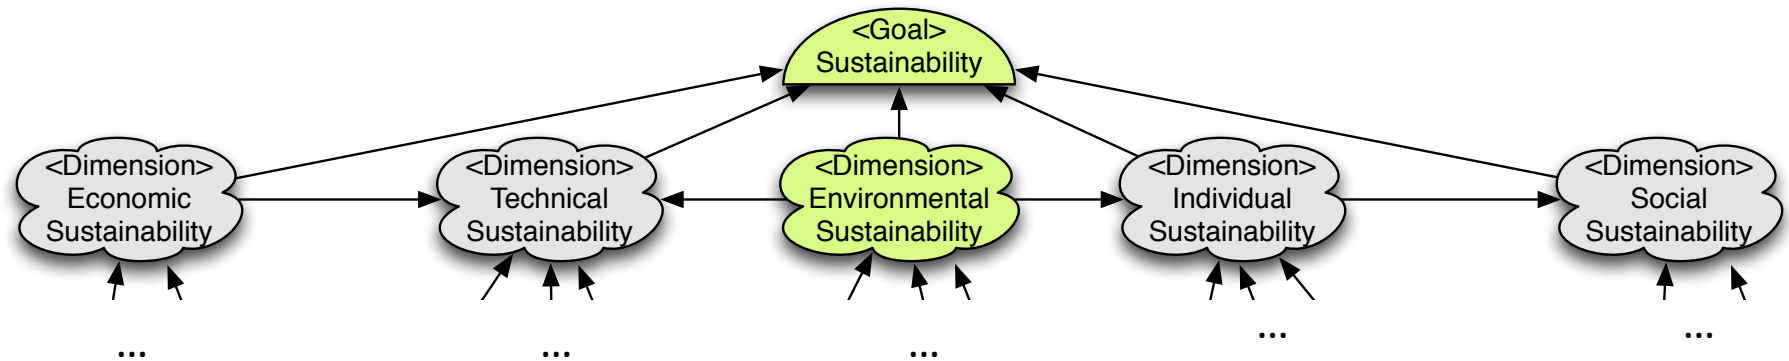 <Goal>
Sustainability
<Dimension>
Economic
Sustainability
<Dimension>
Technical
Sustainability
<Dimension>
Environmental
Sustainability
<Dimension>
Individual
Sustainability
<Dimension>
Social
Sustainability
...
...
...
...
...